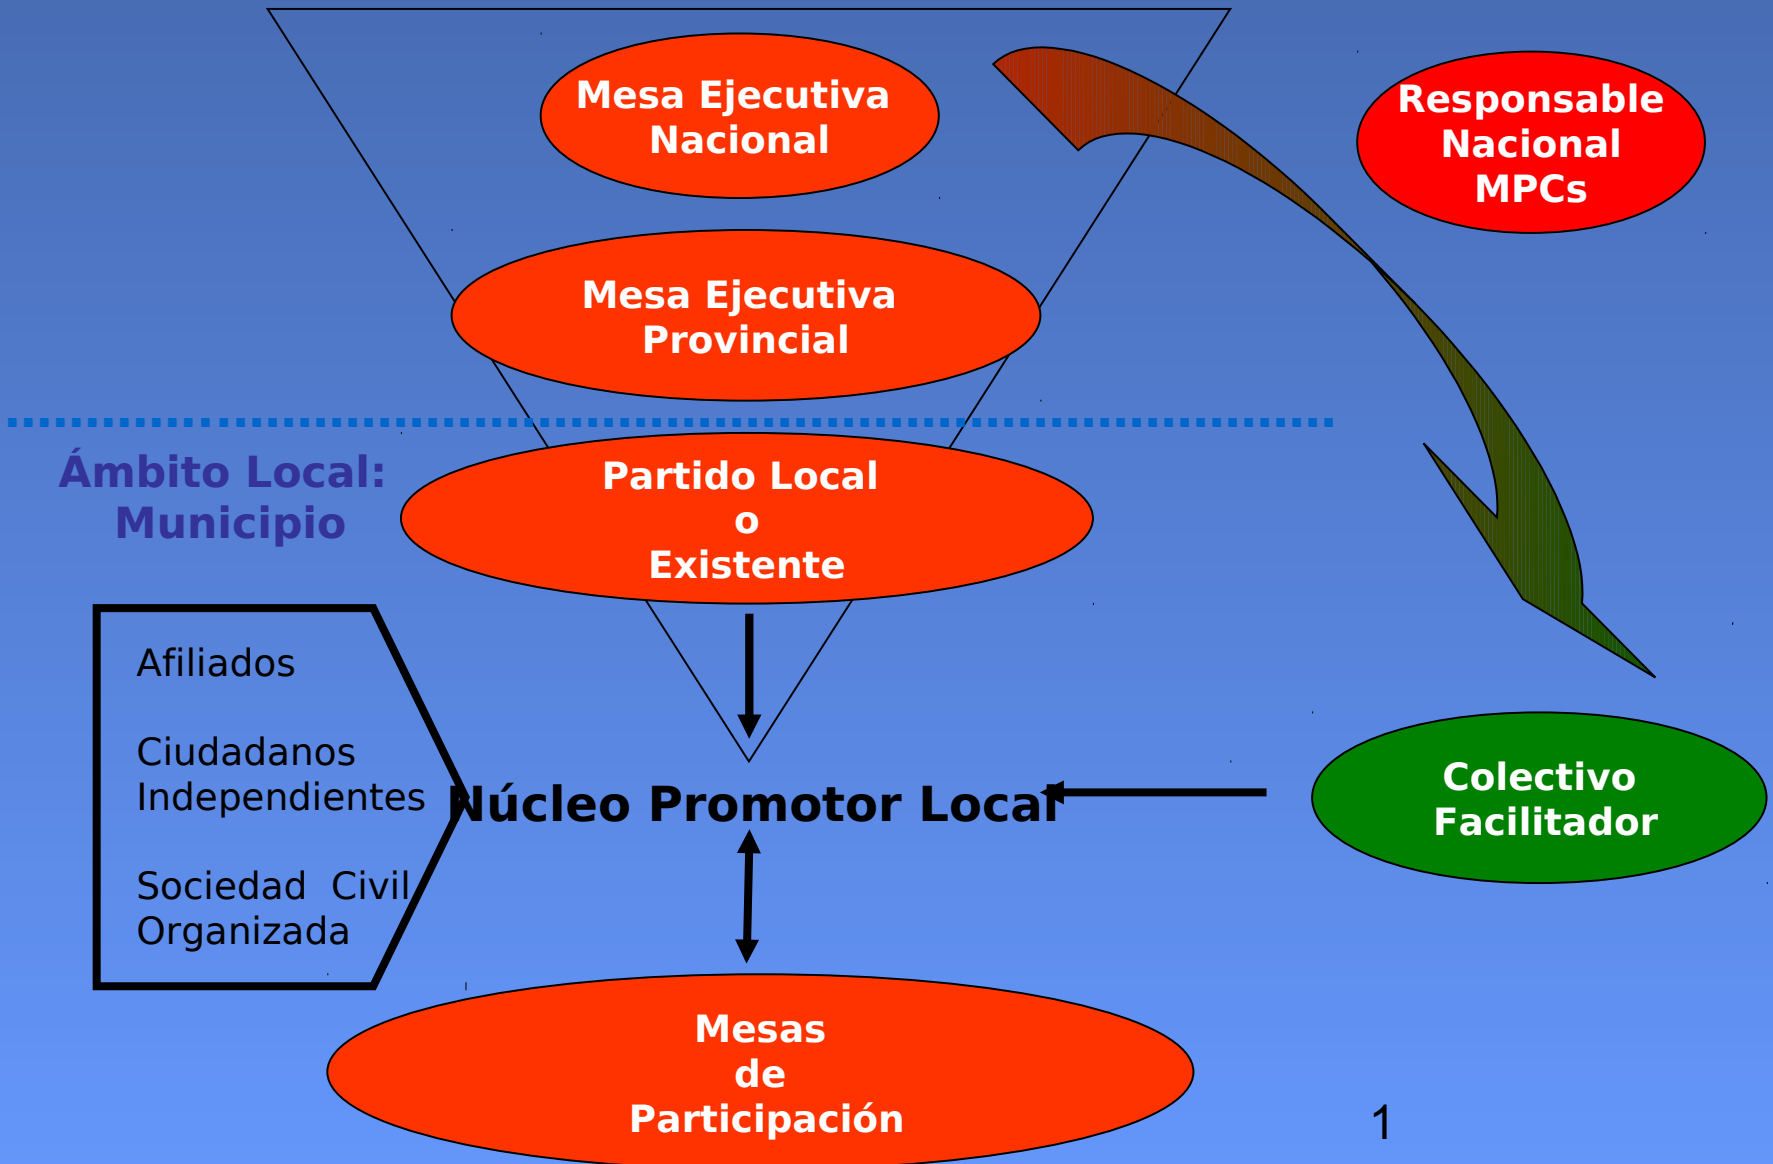 Mesa Ejecutiva
Nacional
Responsable
Nacional
MPCs
Mesa Ejecutiva
Provincial
Ámbito Local:
Municipio
Partido Local
o
Existente
Afiliados
Ciudadanos
Independientes
Sociedad Civil
Organizada
Núcleo Promotor Local
Colectivo
Facilitador
Mesas
de
Participación
1